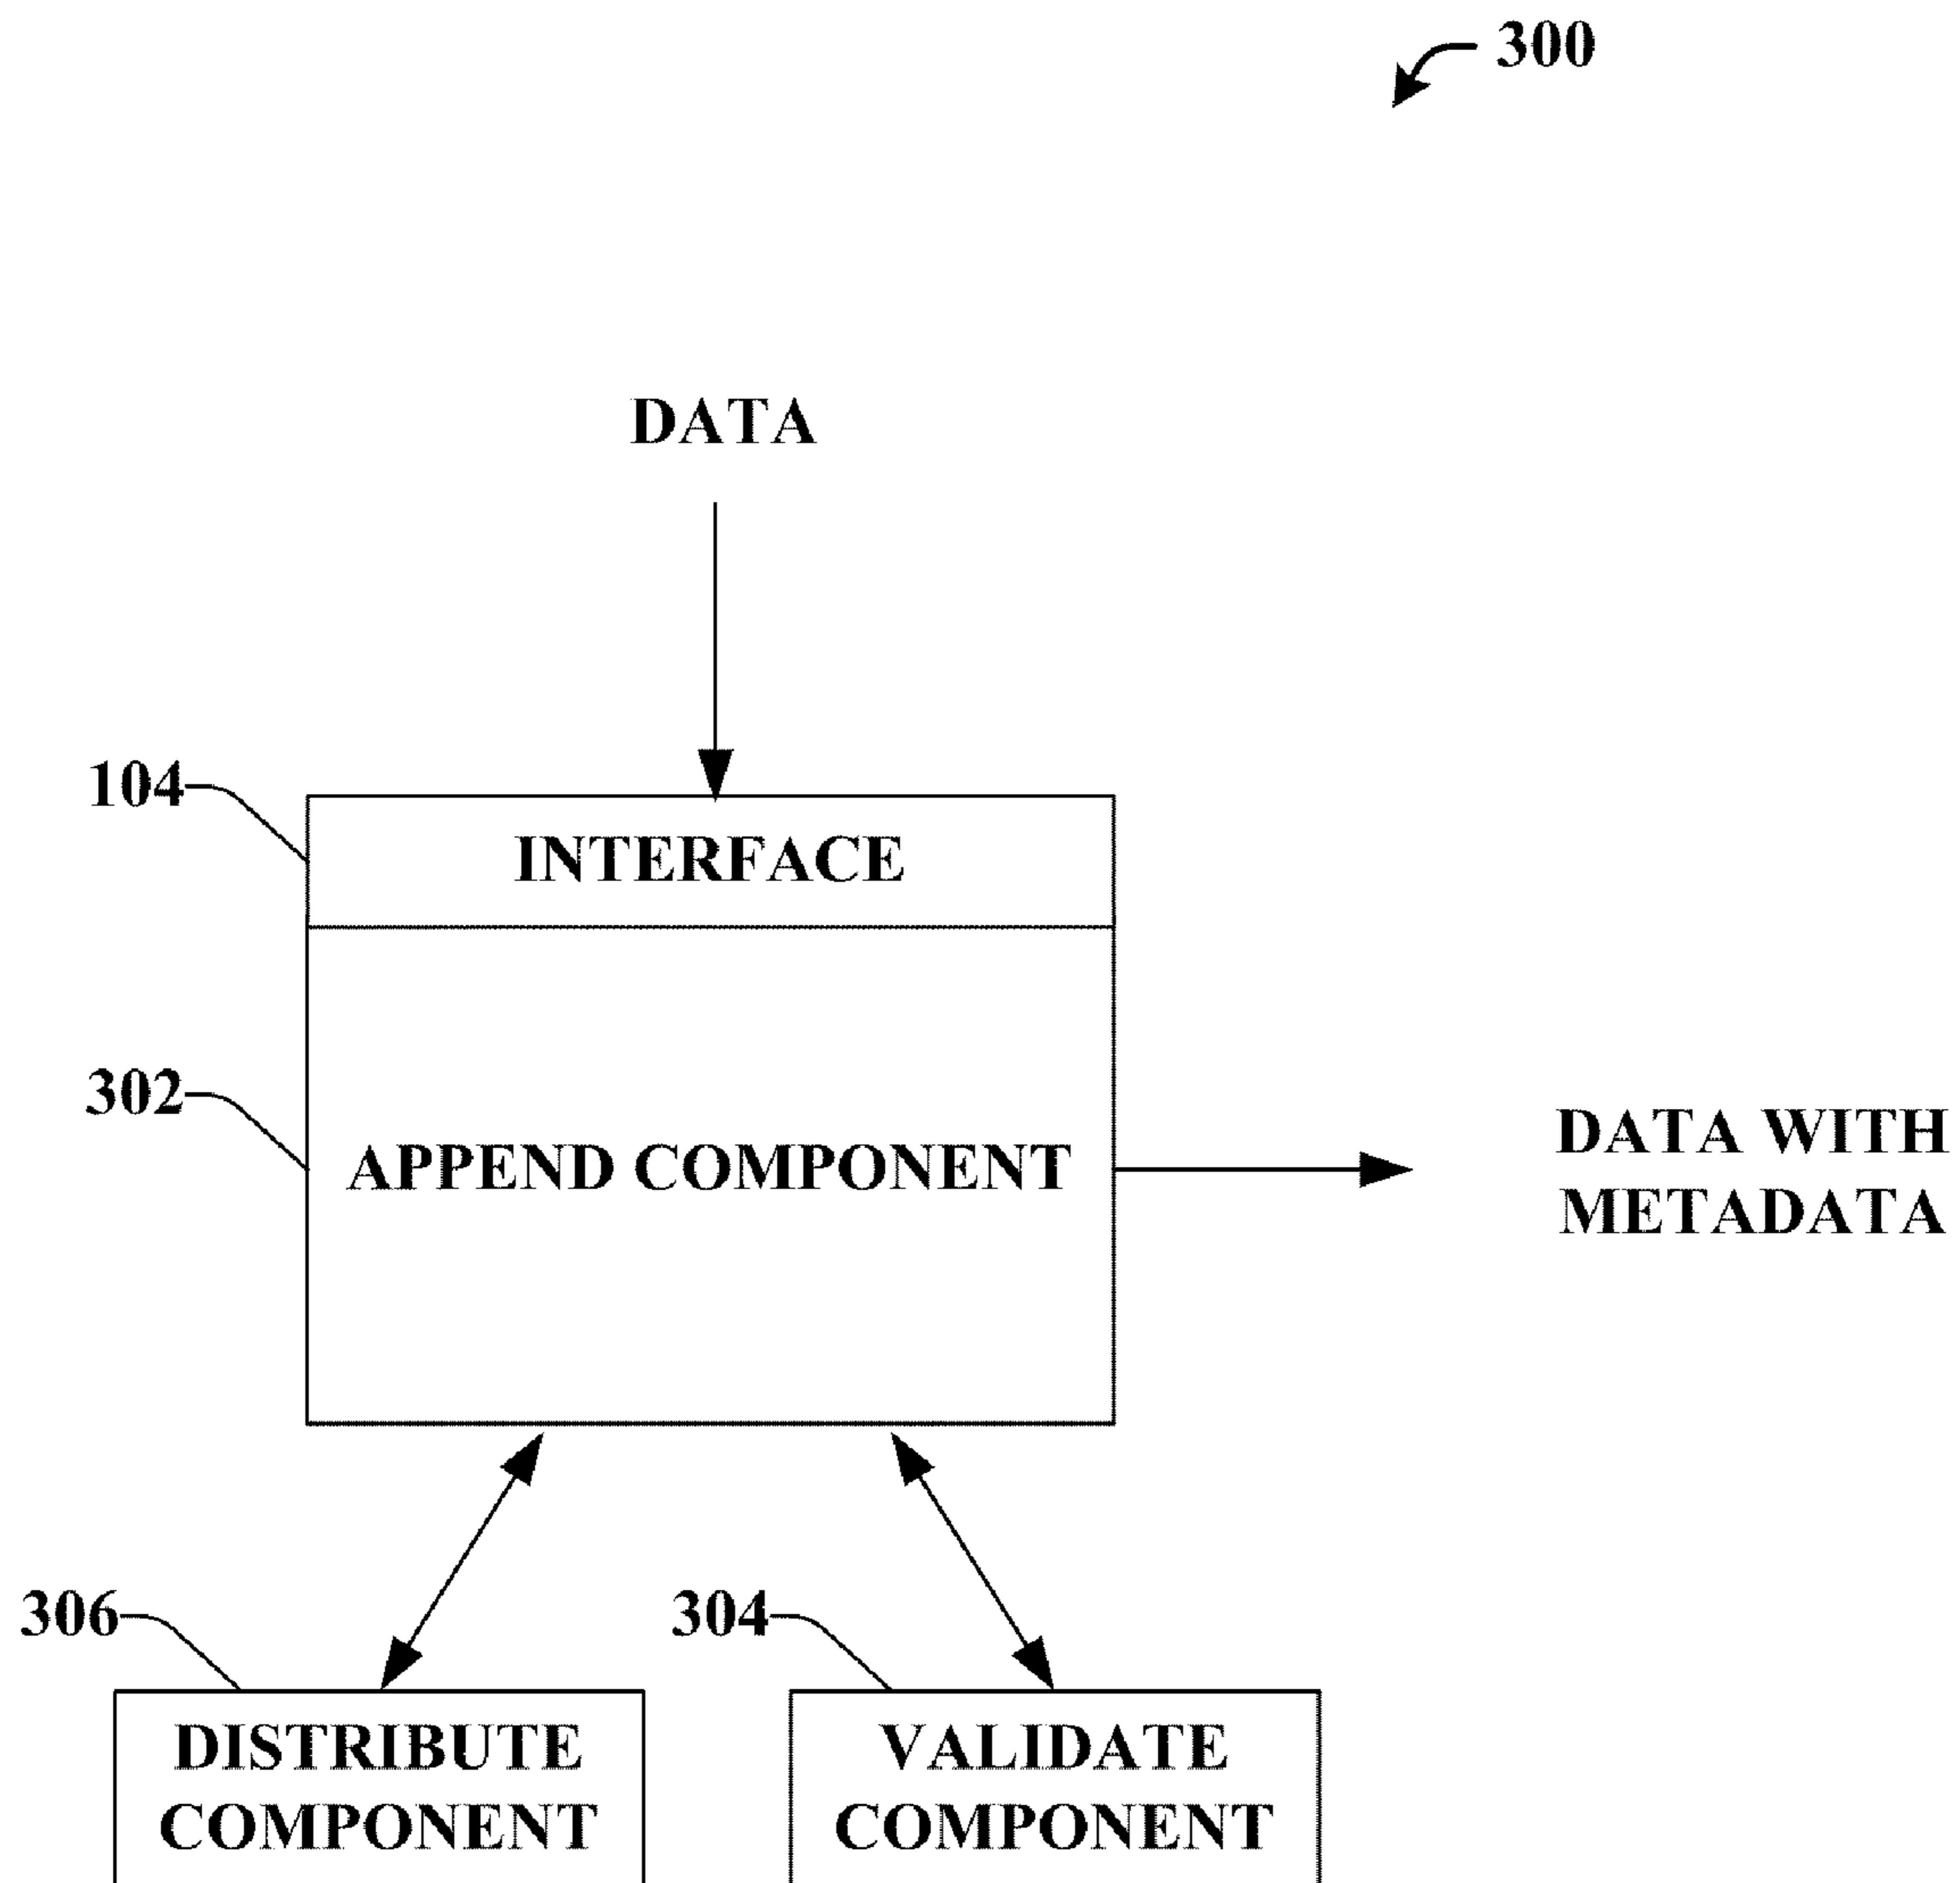 300
DATA
104
INTERFACE
302
APPEND COMPONENT
DATA WITH
METADATA
306
304
DISTRIBUTE
COMPONENT
VALIDATE
COMPONENT